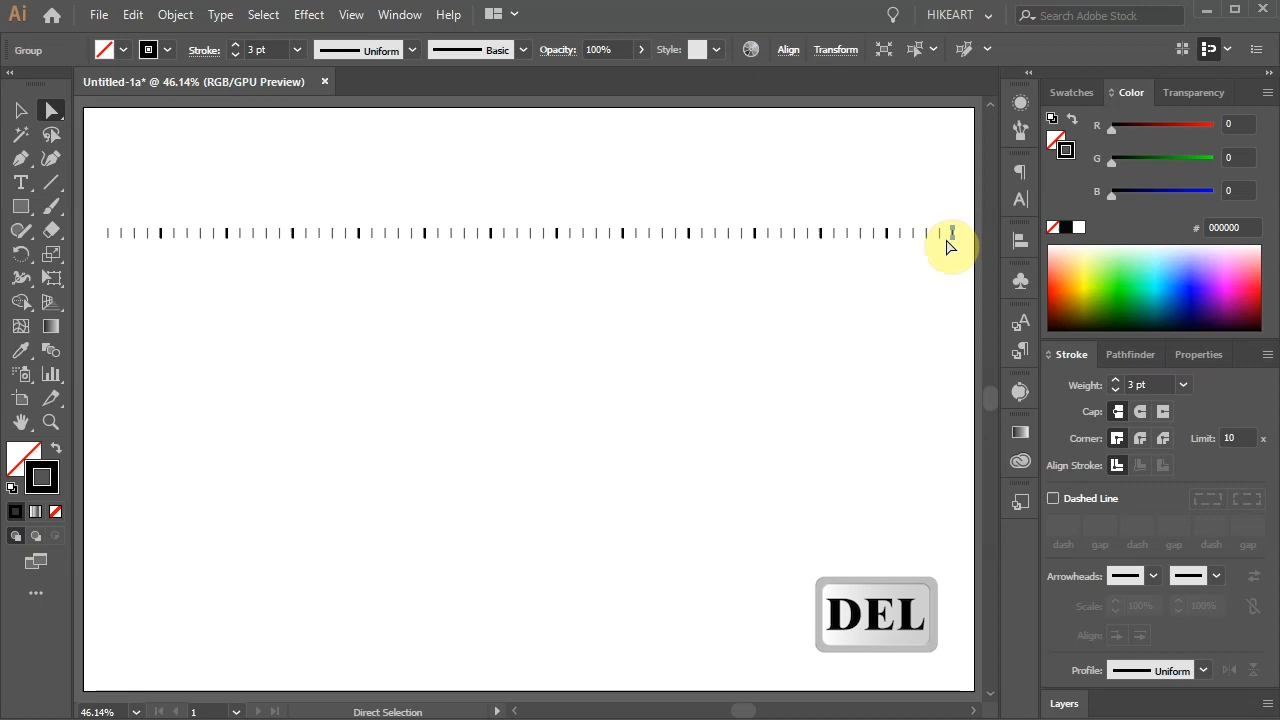 Ai File Edit Object Type Select Effect View Window Help HIKEART Search Adobe Stock
Group Stroke: 3 pt Uniform Basic Opacity: 100% Style: Align Transform
Untitled-1a* @ 46.14% (RGB/GPU Preview)
Swatches Color Transparency
R 0
G 0
B 0
# 000000
Stroke Pathfinder Properties
Weight: 3 pt
Cap:
Corner: Limit: 10 x
Align Stroke:
Dashed Line
dash gap dash gap dash gap
Arrowheads:
Scale: 100% 100%
Align:
Profile: Uniform
Layers
DEL
46.14% 1 Direct Selection